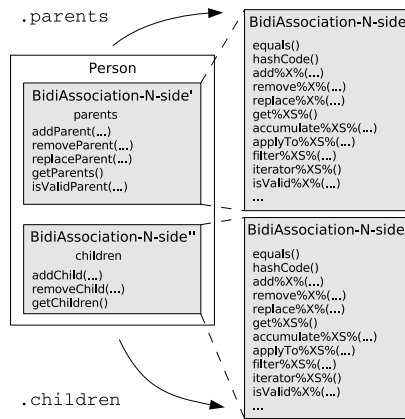 .parents
Person
BidiAssociation-N-side'
parents
addParent(...)
removeParent(...)
replaceParent(...)
getParents()
isValidParent(...)
BidiAssociation-N-side''
children
addChild(...)
removeChild(...)
getChildren()
.children
BidiAssociation-N-side
equals()
hashCode()
add%X%(...)
remove%X%(...)
replace%X%(...)
get%XS%()
accumulate%XS%(...)
applyTo%XS%(...)
filter%XS%(...)
iterator%XS%()
isValid%X%(...)
...
BidiAssociation-N-side
equals()
hashCode()
add%X%(...)
remove%X%(...)
replace%X%(...)
get%XS%()
accumulate%XS%(...)
applyTo%XS%(...)
filter%XS%(...)
iterator%XS%()
isValid%X%(...)
...